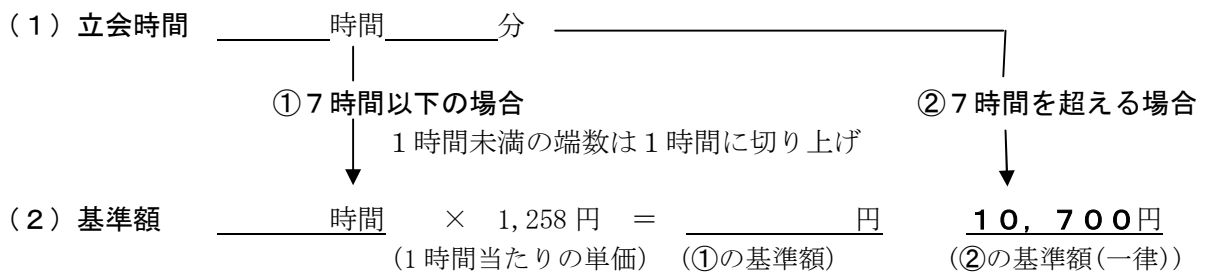 （１）立会時間　　　　　時間　　　　分
①７時間以下の場合　　②７時間を超える場合
１時間未満の端数は１時間に切り上げ
（２）基準額　　　　　時間　×　1,258 円　＝　　　　　円　　１０，７００円
(1 時間当たりの単価)　(①の基準額)　　(②の基準額(一律))